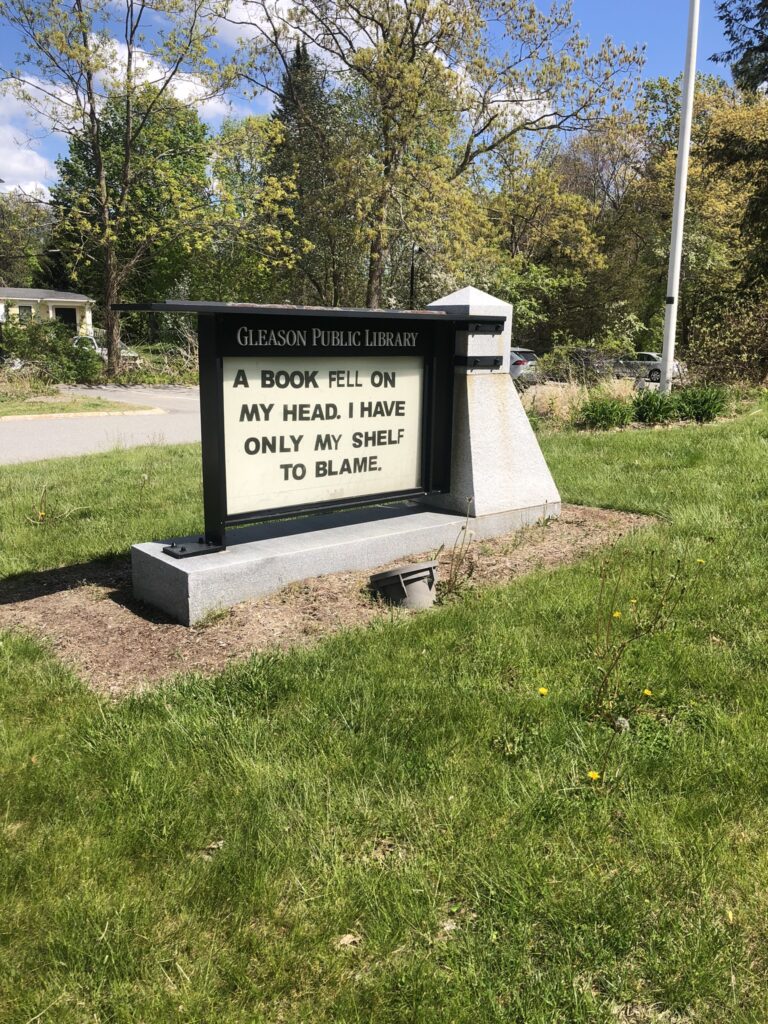 GLEASON PUBLIC LIBRARY
A BOOK FELL ON
MY HEAD. I HAVE
ONLY MY SHELF
TO BLAME.